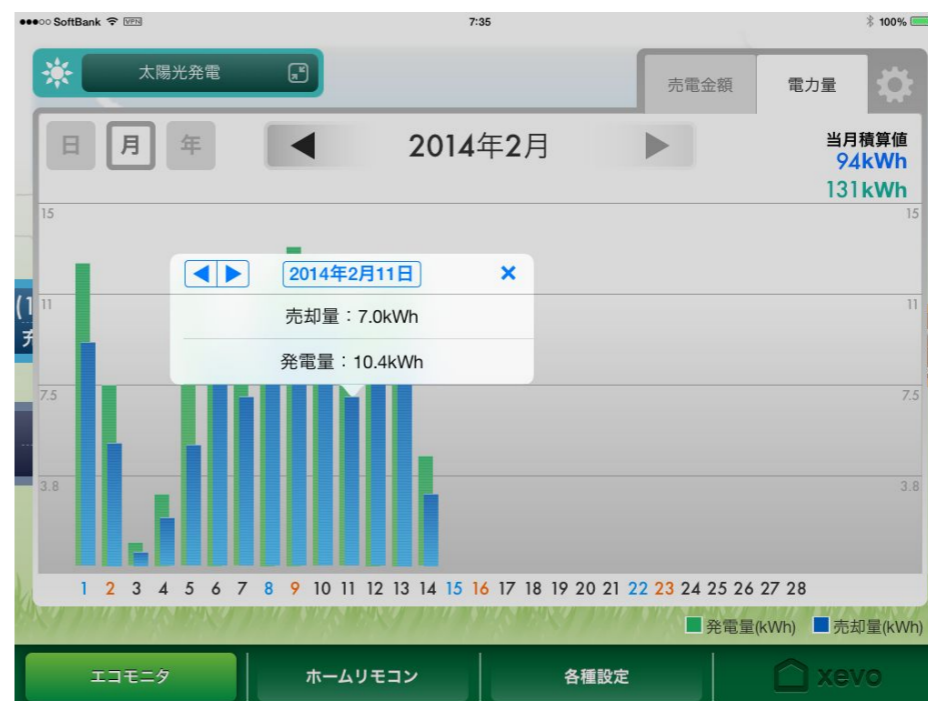 SoftBank VPN 7:35 100%
太陽光発電
売電金額 電力量
日 月 年 2014年2月
当月積算値
94kWh
131kWh
15 15
2014年2月11日 ×
売却量：7.0kWh
発電量：10.4kWh
(1
充
11 11
7.5 7.5
3.8 3.8
1 2 3 4 5 6 7 8 9 10 11 12 13 14 15 16 17 18 19 20 21 22 23 24 25 26 27 28
発電量(kWh) 売却量(kWh)
エコモニタ ホームリモコン 各種設定 xevo